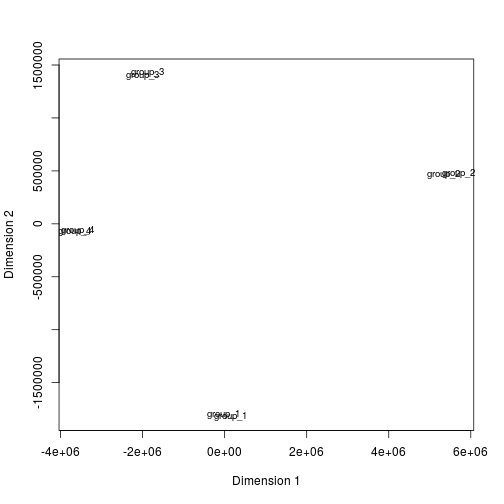 1500000
group_3
group_3
500000
group_2
group_2
0
group_4
group_4
-500000
-1500000
group_1
group_1
Dimension 2
-4e+06 -2e+06 0e+00 2e+06 4e+06 6e+06
Dimension 1